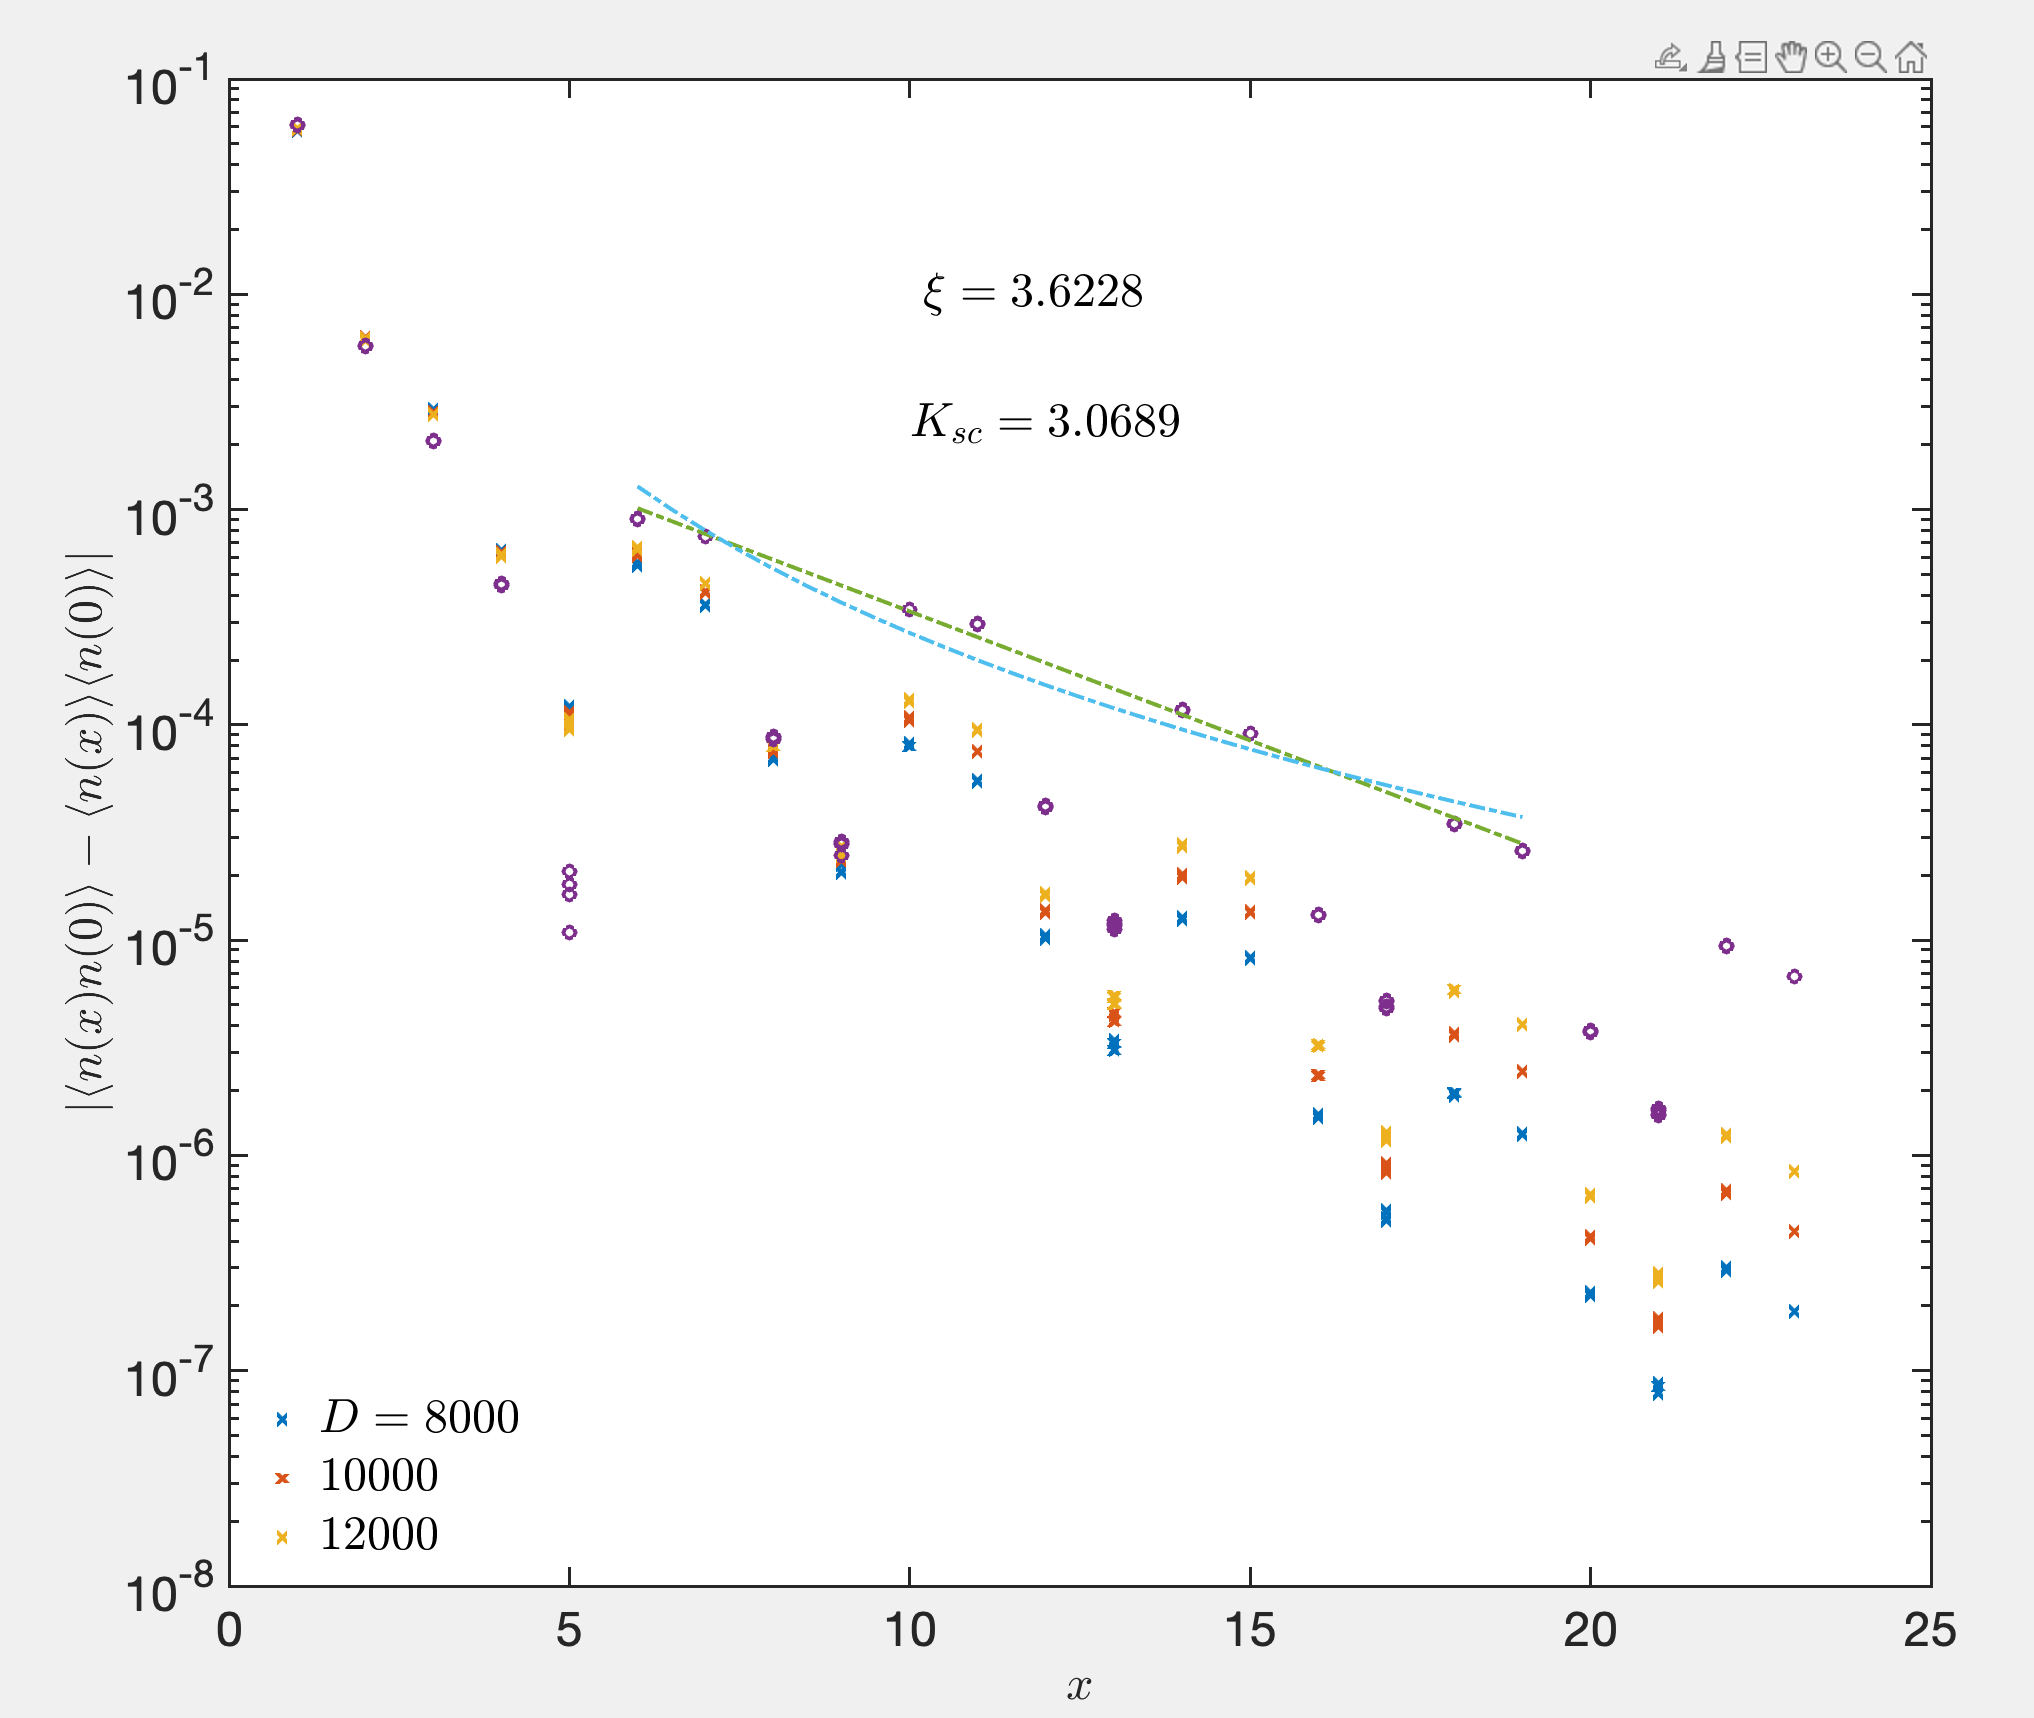 10^-1
10^-2
10^-3
10^-4
10^-5
10^-6
10^-7
10^-8
|⟨n(x)n(0)⟩ − ⟨n(x)⟩⟨n(0)⟩|
ξ = 3.6228
K_sc = 3.0689
D = 8000
10000
12000
0 5 10 15 20 25
x